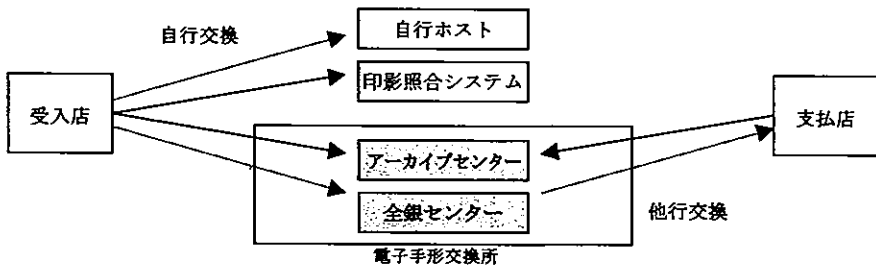 自行交換
自行ホスト
印影照合システム
受入店
支払店
アーカイブセンター
全銀センター
他行交換
電子手形交換所